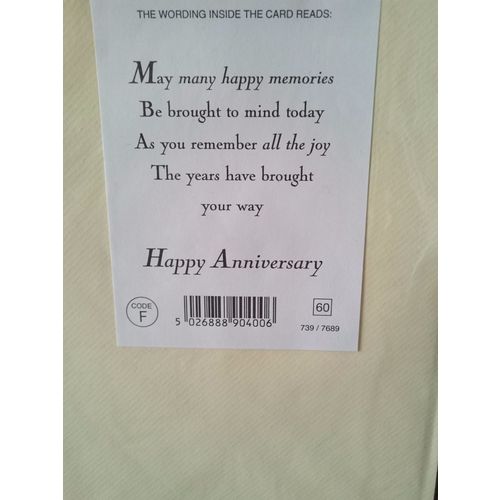 THE WORDING INSIDE THE CARD READS:
May many happy memories
Be brought to mind today
As you remember all the joy
The years have brought
your way
Happy Anniversary
CODE
F
5 026888 904006
60
739 / 7689